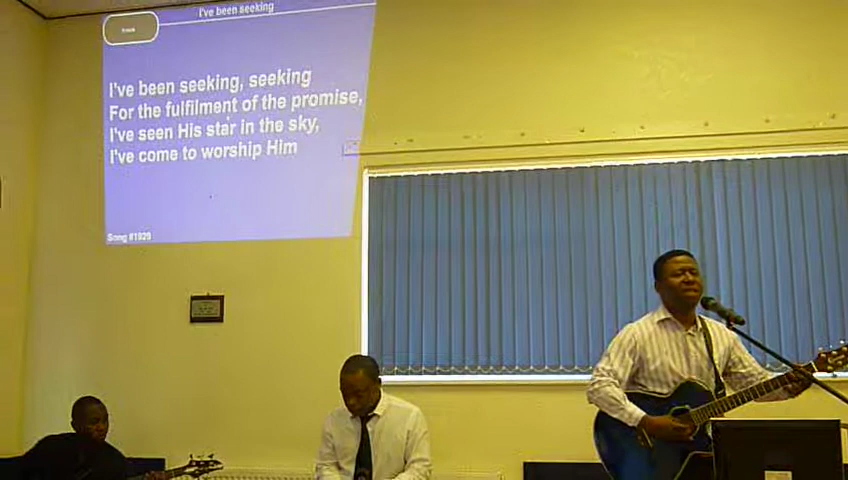 I've been seeking
I've been seeking, seeking
For the fulfilment of the promise,
I've seen His star in the sky,
I've come to worship Him
Song #1929